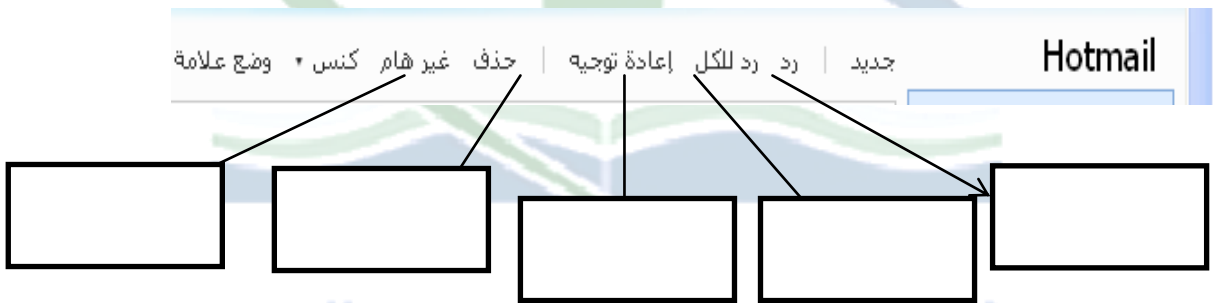 Hotmail
جديد | رد رد للكل إعادة توجيه | حذف غير هام كنس ▾ وضع علامة